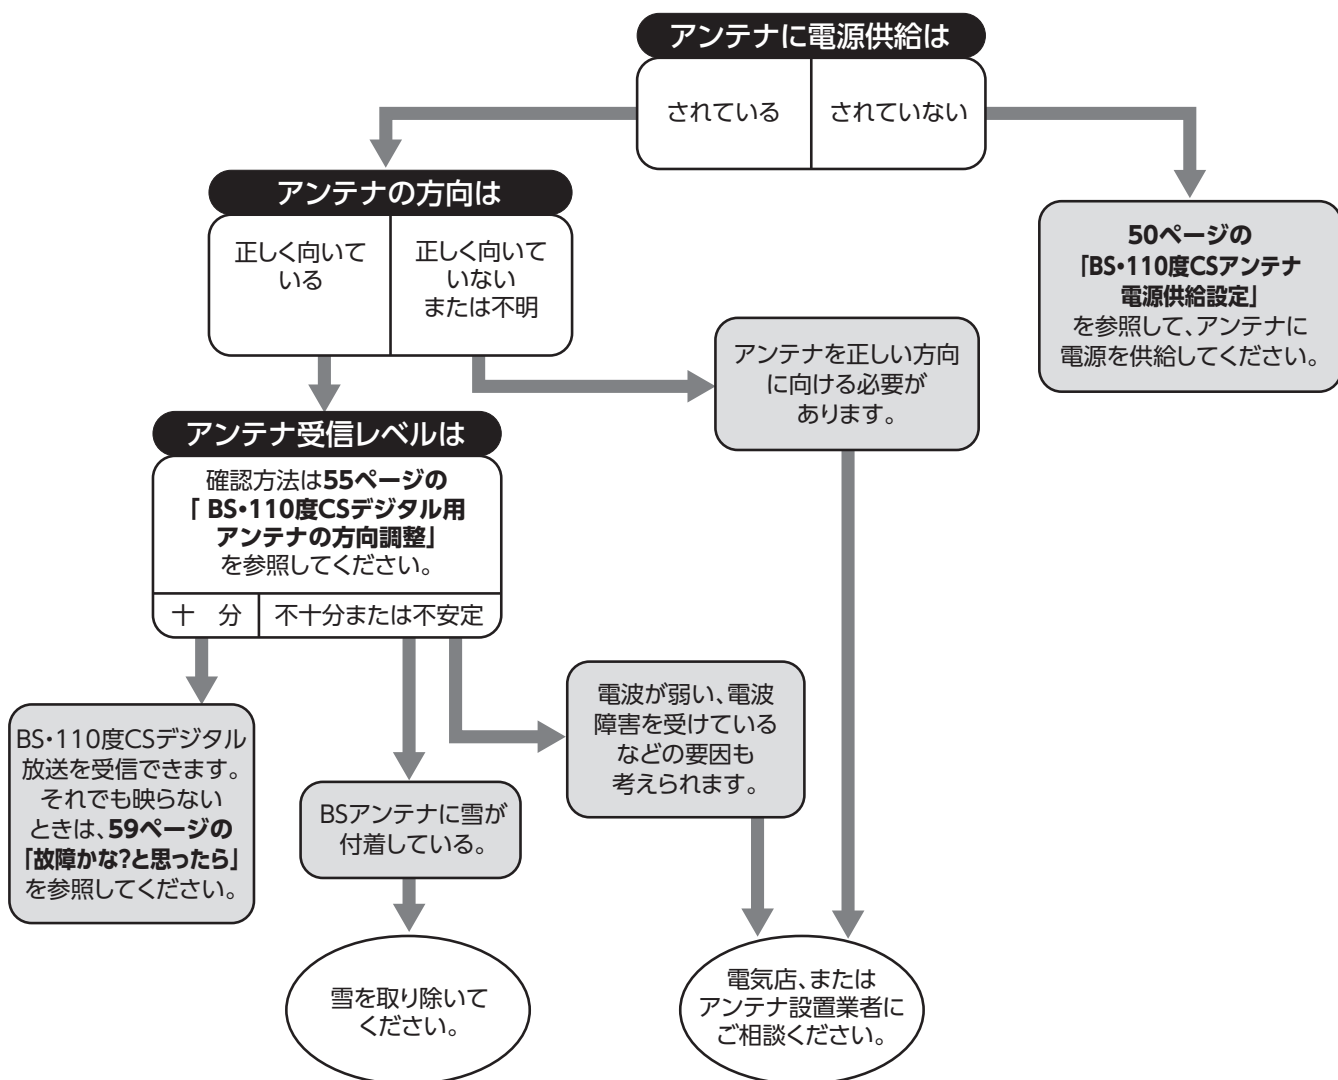 アンテナに電源供給は
されている
されていない
アンテナの方向は
正しく向いて
いる
正しく向いて
いない
または不明
50ページの
「BS・110度CSアンテナ
電源供給設定」
を参照して、アンテナに
電源を供給してください。
アンテナを正しい方向
に向ける必要が
あります。
アンテナ受信レベルは
確認方法は55ページの
「 BS・110度CSデジタル用
アンテナの方向調整」
を参照してください。
十 分
不十分または不安定
BS・110度CSデジタル
放送を受信できます。
それでも映らない
ときは、59ページの
「故障かな?と思ったら」
を参照してください。
BSアンテナに雪が
付着している。
電波が弱い、電波
障害を受けている
などの要因も
考えられます。
雪を取り除いて
ください。
電気店、または
アンテナ設置業者に
ご相談ください。